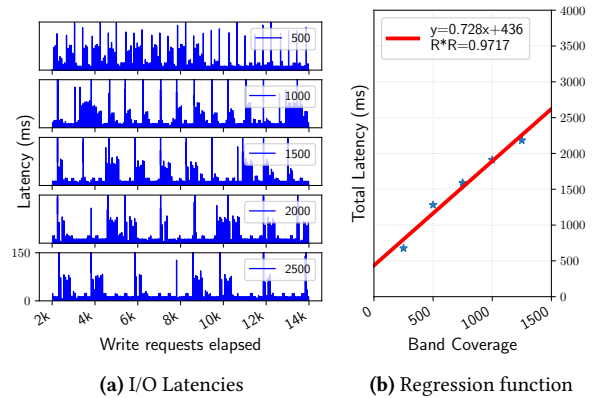 Latency (ms)
500
1000
1500
2000
2500
150
0
2k
4k
6k
8k
10k
12k
14k
Write requests elapsed
(a) I/O Latencies
y=0.728x+436
R*R=0.9717
Total Latency (ms)
4000
3500
3000
2500
2000
1500
1000
500
0
0
500
1000
1500
Band Coverage
(b) Regression function